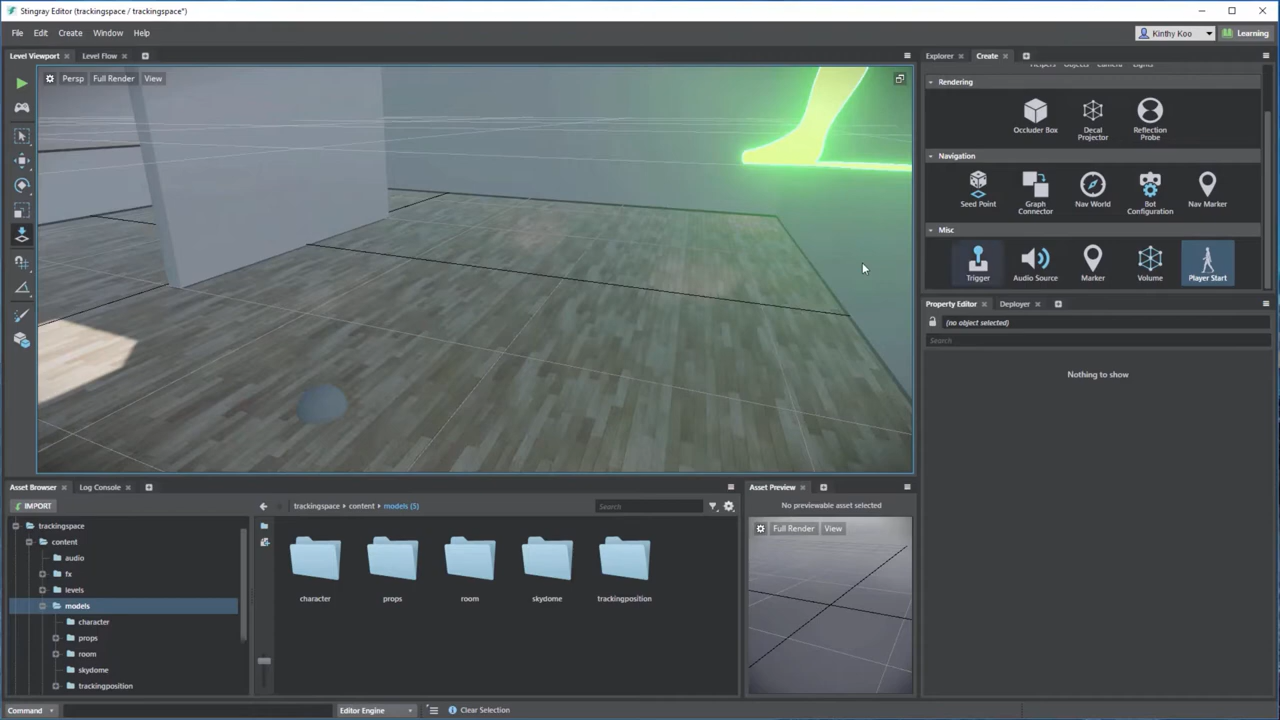 Stingray Editor (trackingspace / trackingspace*)
File Edit Create Window Help
Kinthy Koo
Learning
Level Viewport
Level Flow
Persp Full Render View
Explorer
Create
Helpers Objects Camera Lights
Rendering
Occluder Box
Decal Projector
Reflection Probe
Navigation
Seed Point
Graph Connector
Nav World
Bot Configuration
Nav Marker
Misc
Trigger
Audio Source
Marker
Volume
Player Start
Property Editor
Deployer
(no object selected)
Search
Nothing to show
Asset Browser
Log Console
IMPORT
trackingspace ▸ content ▸ models (5)
Search
trackingspace
content
audio
fx
levels
models
character
props
room
skydome
trackingposition
character
props
room
skydome
trackingposition
Asset Preview
No previewable asset selected
Full Render View
Command
Editor Engine
Clear Selection